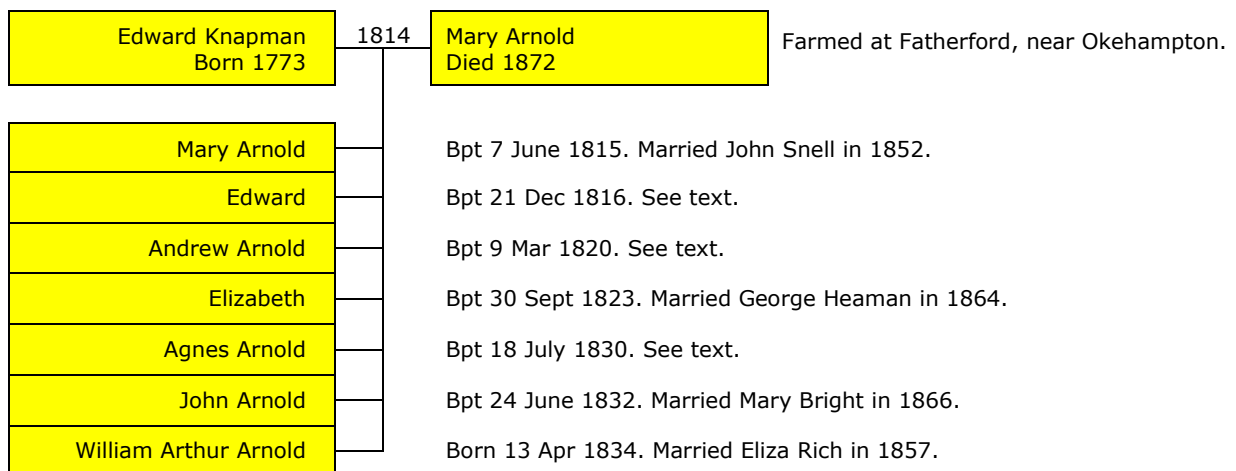 Edward Knapman
Born 1773
1814
Mary Arnold
Died 1872
Farmed at Fatherford, near Okehampton.
Mary Arnold
Bpt 7 June 1815. Married John Snell in 1852.
Edward
Bpt 21 Dec 1816. See text.
Andrew Arnold
Bpt 9 Mar 1820. See text.
Elizabeth
Bpt 30 Sept 1823. Married George Heaman in 1864.
Agnes Arnold
Bpt 18 July 1830. See text.
John Arnold
Bpt 24 June 1832. Married Mary Bright in 1866.
William Arthur Arnold
Born 13 Apr 1834. Married Eliza Rich in 1857.